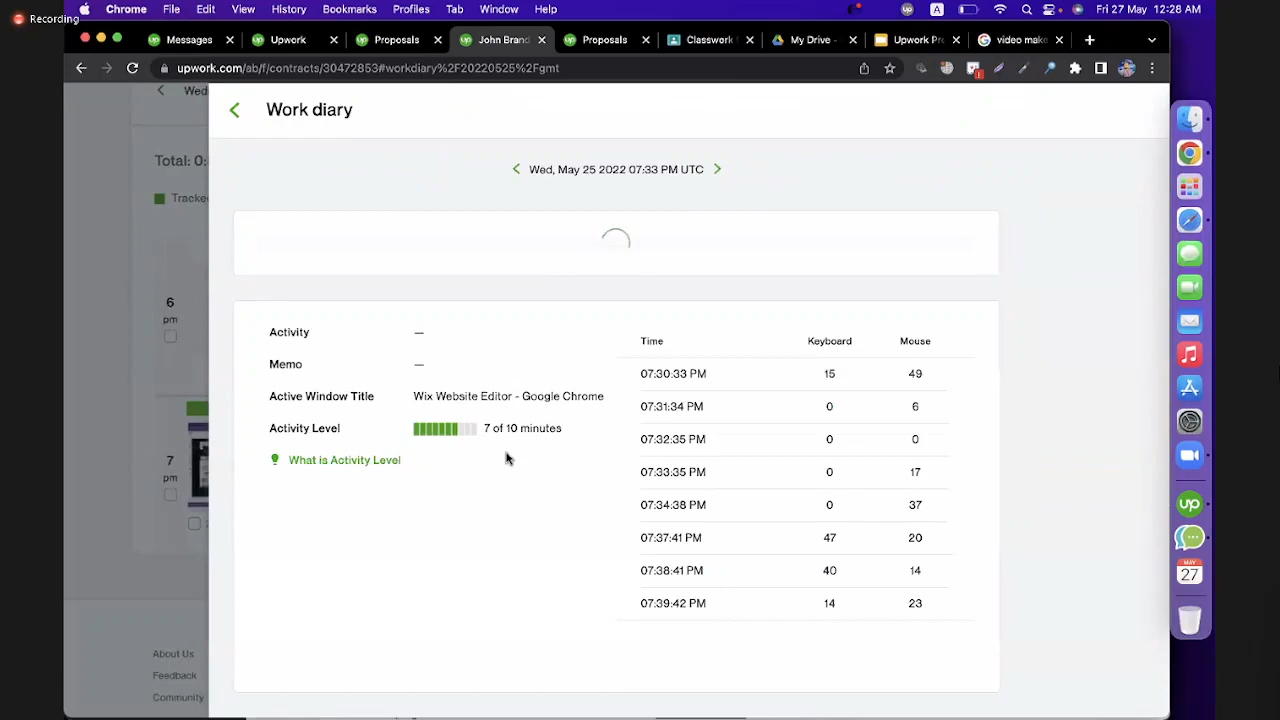 Recording
Chrome File Edit View History Bookmarks Profiles Tab Window Help A Fri 27 May 12:28 AM
Messages Upwork Proposals John Brand Proposals Classwork My Drive - Upwork Pr video make
upwork.com/ab/f/contracts/30472853#workdiary%2F20220525%2Fgmt
Wed
Work diary
Total: 0:
Wed, May 25 2022 07:33 PM UTC
Tracke
6
pm
7
pm
Activity —
Memo —
Active Window Title Wix Website Editor - Google Chrome
Activity Level 7 of 10 minutes
What is Activity Level
Time Keyboard Mouse
07:30:33 PM 15 49
07:31:34 PM 0 6
07:32:35 PM 0 0
07:33:35 PM 0 17
07:34:38 PM 0 37
07:37:41 PM 47 20
07:38:41 PM 40 14
07:39:42 PM 14 23
About Us
Feedback
Community
up
MAY
27